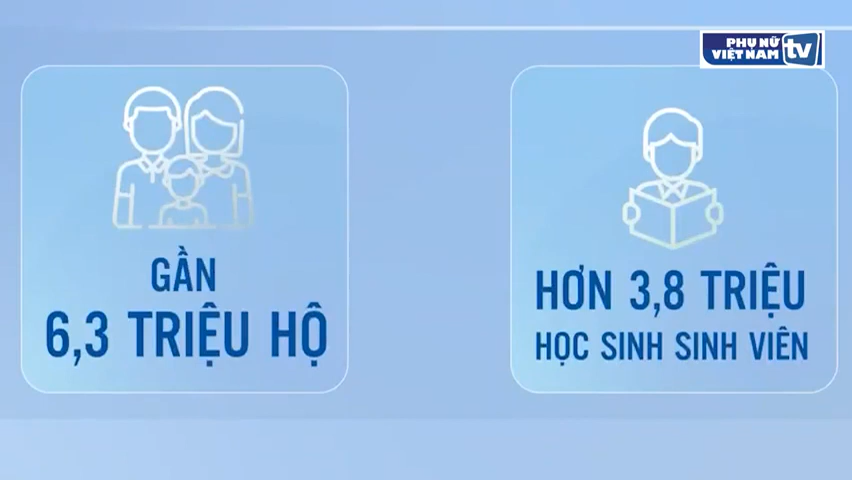 PHỤ NỮ
VIỆT NAM tv
GẦN
6,3 TRIỆU HỘ
HƠN 3,8 TRIỆU
HỌC SINH SINH VIÊN